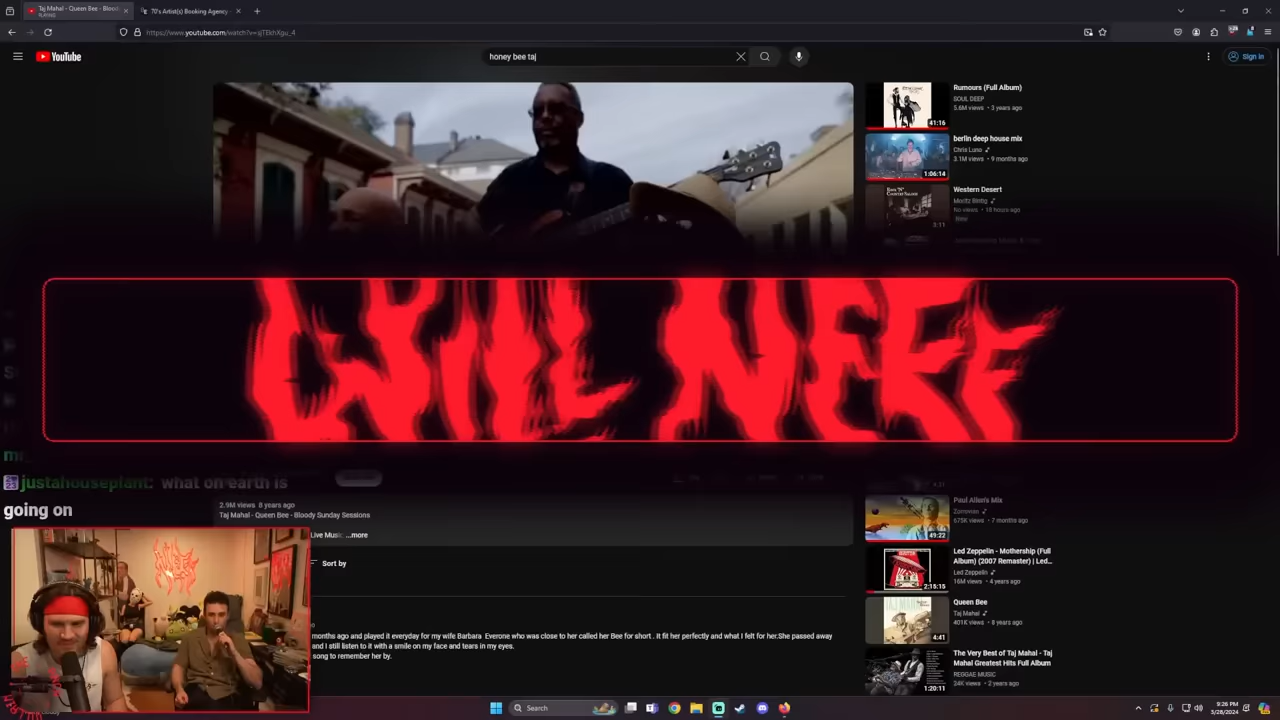 Taj Mahal - Queen Bee - Bloody
PLAYING
70's Artist(s) Booking Agency -
https://www.youtube.com/watch?v=
YouTube
honey bee taj
Sign in
Rumours (Full Album)
SOUL DEEP
5.6M views • 3 years ago
41:16
berlin deep house mix
Chris Luno
3.1M views • 9 months ago
1:06:14
Western Desert
Moritz
No views • 18 hours ago
New
3:11
WIL NEFF
justahouseplant: what on earth is
going on
2.9M views 8 years ago
Taj Mahal - Queen Bee - Bloody Sunday Sessions
Live Music ...more
Sort by
months ago and played it everyday for my wife Barbara Everone who was close to her called her Bee for short . It fit her perfectly and what I felt for her.She passed away
and I still listen to it with a smile on my face and tears in my eyes.
song to remember her by.
4:31
Paul Allen's Mix
Zonovian
675K views • 7 months ago
49:22
Led Zeppelin - Mothership (Full
Album) (2007 Remaster) | Led...
Led Zeppelin
16M views • 4 years ago
2:15:15
Queen Bee
Taj Mahal
401K views • 8 years ago
4:41
The Very Best of Taj Mahal - Taj
Mahal Greatest Hits Full Album
REGGAE MUSIC
24K views • 2 years ago
1:20:11
Search
9:26 PM
3/28/2024